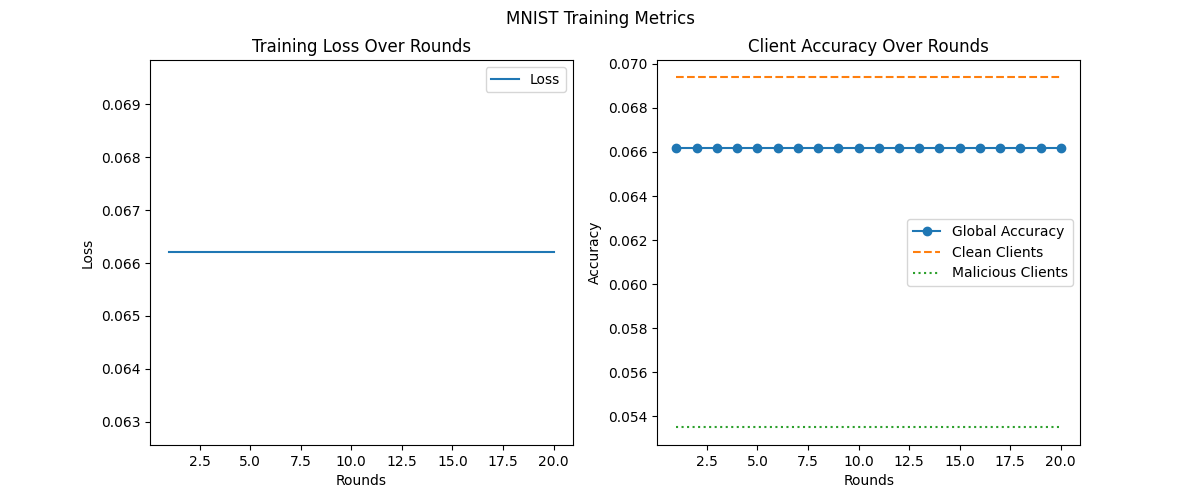 MNIST Training Metrics
Training Loss Over Rounds
Loss
0.069
0.068
0.067
0.066
0.065
0.064
0.063
Loss
2.5 5.0 7.5 10.0 12.5 15.0 17.5 20.0
Rounds
Client Accuracy Over Rounds
0.070
0.068
0.066
0.064
0.062
0.060
0.058
0.056
0.054
Accuracy
Global Accuracy
Clean Clients
Malicious Clients
2.5 5.0 7.5 10.0 12.5 15.0 17.5 20.0
Rounds